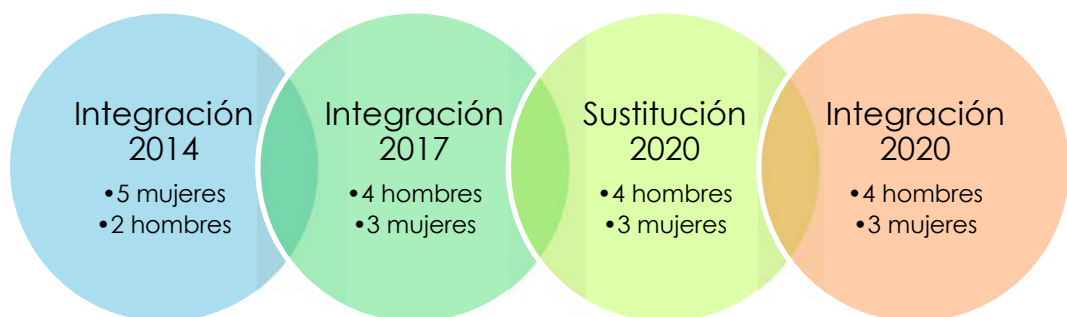 Integración
2014
•5 mujeres
•2 hombres
Integración
2017
•4 hombres
•3 mujeres
Sustitución
2020
•4 hombres
•3 mujeres
Integración
2020
•4 hombres
•3 mujeres